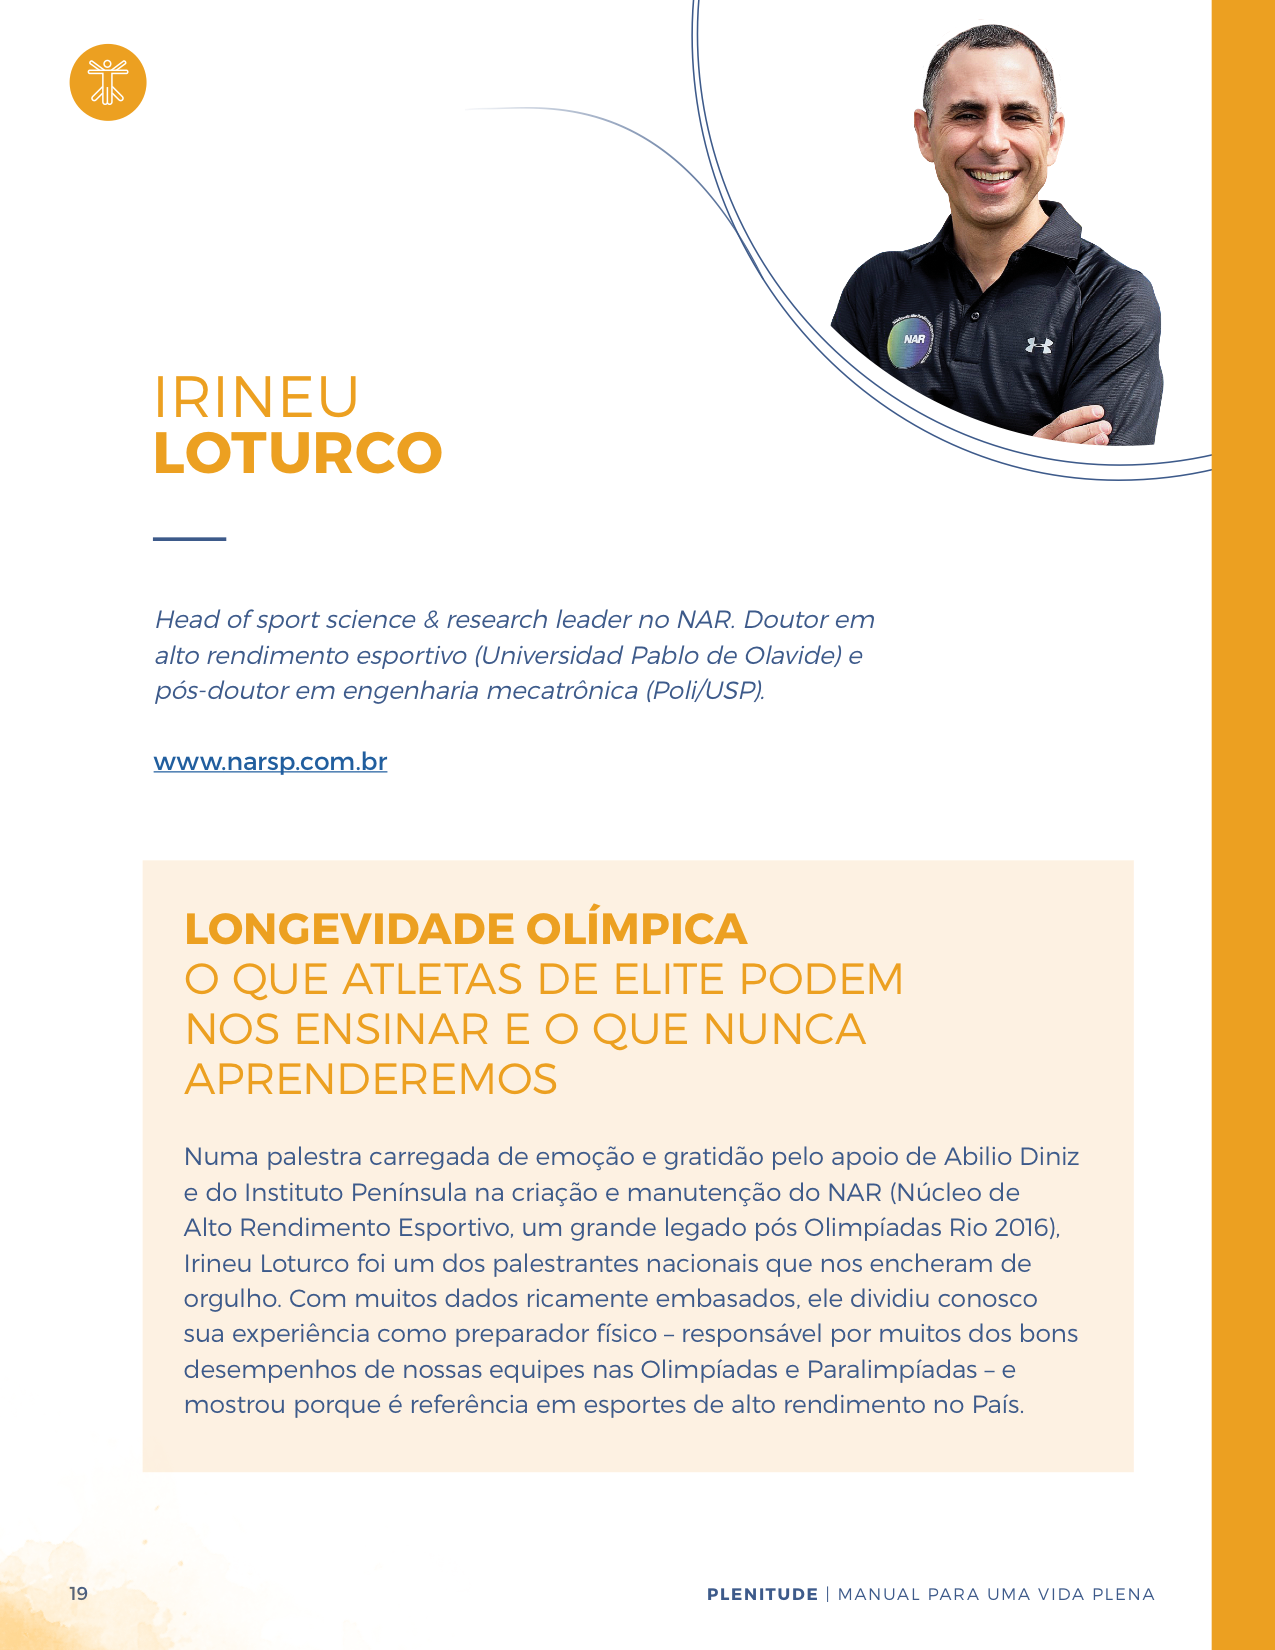 NAR
IRINEU
LOTURCO
Head of sport science & research leader no NAR. Doutor em
alto rendimento esportivo (Universidad Pablo de Olavide) e
pós-doutor em engenharia mecatrônica (Poli/USP).
www.narsp.com.br
LONGEVIDADE OLÍMPICA
O QUE ATLETAS DE ELITE PODEM
NOS ENSINAR E O QUE NUNCA
APRENDEREMOS
Numa palestra carregada de emoção e gratidão pelo apoio de Abilio Diniz
e do Instituto Península na criação e manutenção do NAR (Núcleo de
Alto Rendimento Esportivo, um grande legado pós Olimpíadas Rio 2016),
Irineu Loturco foi um dos palestrantes nacionais que nos encheram de
orgulho. Com muitos dados ricamente embasados, ele dividiu conosco
sua experiência como preparador físico – responsável por muitos dos bons
desempenhos de nossas equipes nas Olimpíadas e Paralimpíadas – e
mostrou porque é referência em esportes de alto rendimento no País.
19
PLENITUDE | MANUAL PARA UMA VIDA PLENA